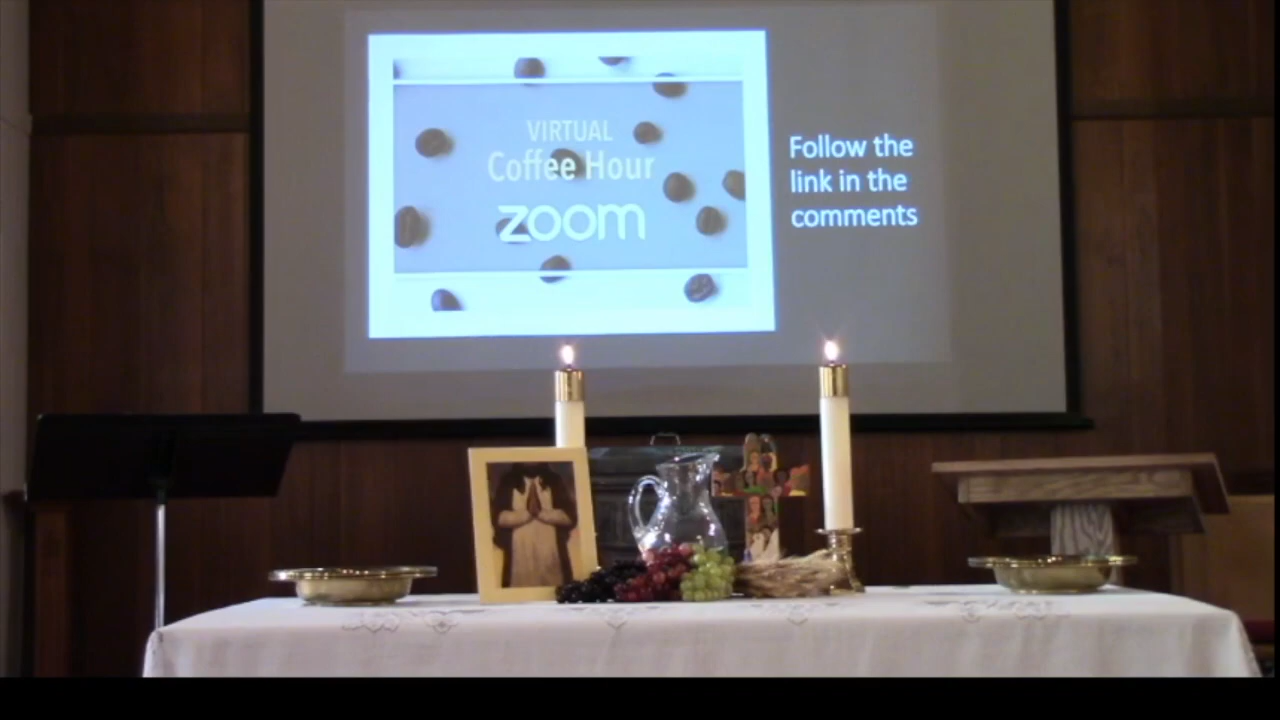 VIRTUAL
Coffee Hour
zoom
Follow the
link in the
comments